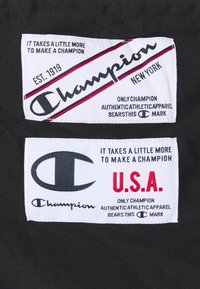 IT TAKES A LITTLE MORE
TO MAKE A CHAMPION
EST. 1919
Champion
NEW YORK
ONLY CHAMPION
AUTHENTIC ATHLETIC APPAREL
BEARS THIS C MARK
IT TAKES A LITTLE MORE
TO MAKE A CHAMPION
C
U.S.A.
Champion
ONLY CHAMPION
AUTHENTIC ATHLETIC APPAREL
BEARS THIS C MARK